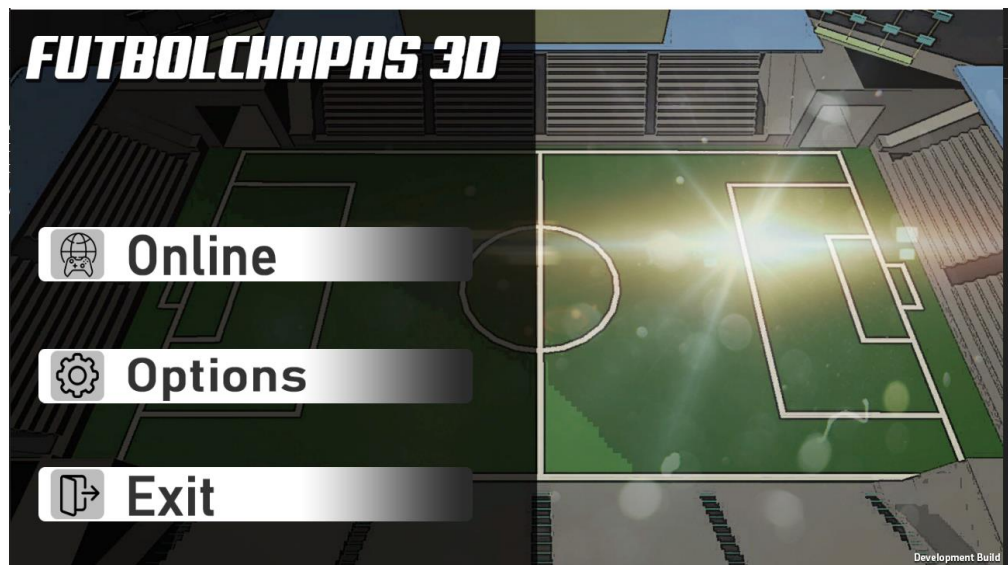 FUTBOLCHAPAS 3D
Online
Options
Exit
Development Build